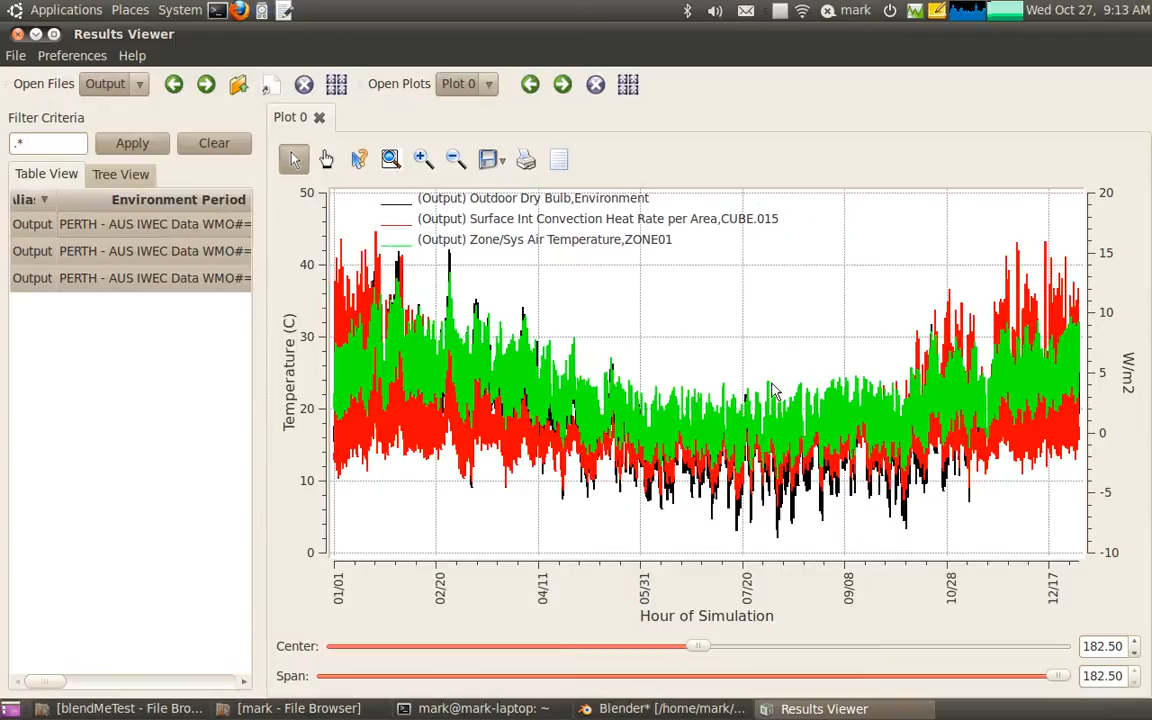 Applications Places System mark Wed Oct 27, 9:13 AM
Results Viewer
File Preferences Help
Open Files Output Open Plots Plot 0
Filter Criteria
.*
Apply Clear
Table View Tree View
Alias Environment Period
Output PERTH - AUS IWEC Data WMO#=
Output PERTH - AUS IWEC Data WMO#=
Output PERTH - AUS IWEC Data WMO#=
Plot 0
(Output) Outdoor Dry Bulb,Environment
(Output) Surface Int Convection Heat Rate per Area,CUBE.015
(Output) Zone/Sys Air Temperature,ZONE01
50
40
30
20
10
0
Temperature (C)
20
15
10
5
0
-5
-10
W/m2
01/01 02/20 04/11 05/31 07/20 09/08 10/28 12/17
Hour of Simulation
Center: 182.50
Span: 182.50
[blendMeTest - File Bro... [mark - File Browser] mark@mark-laptop: ~ Blender* [/home/mark/... Results Viewer